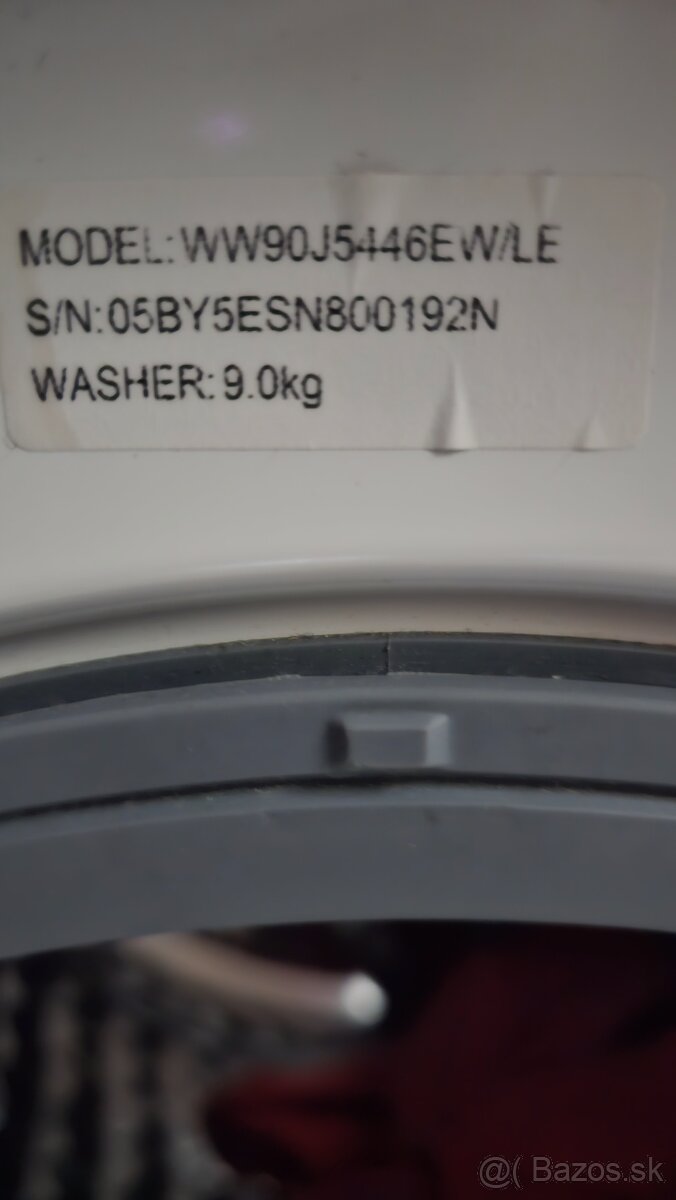 MODEL:WW90J5446EW/LE
S/N:05BY5ESN800192N
WASHER:9.0kg
@( Bazos.sk